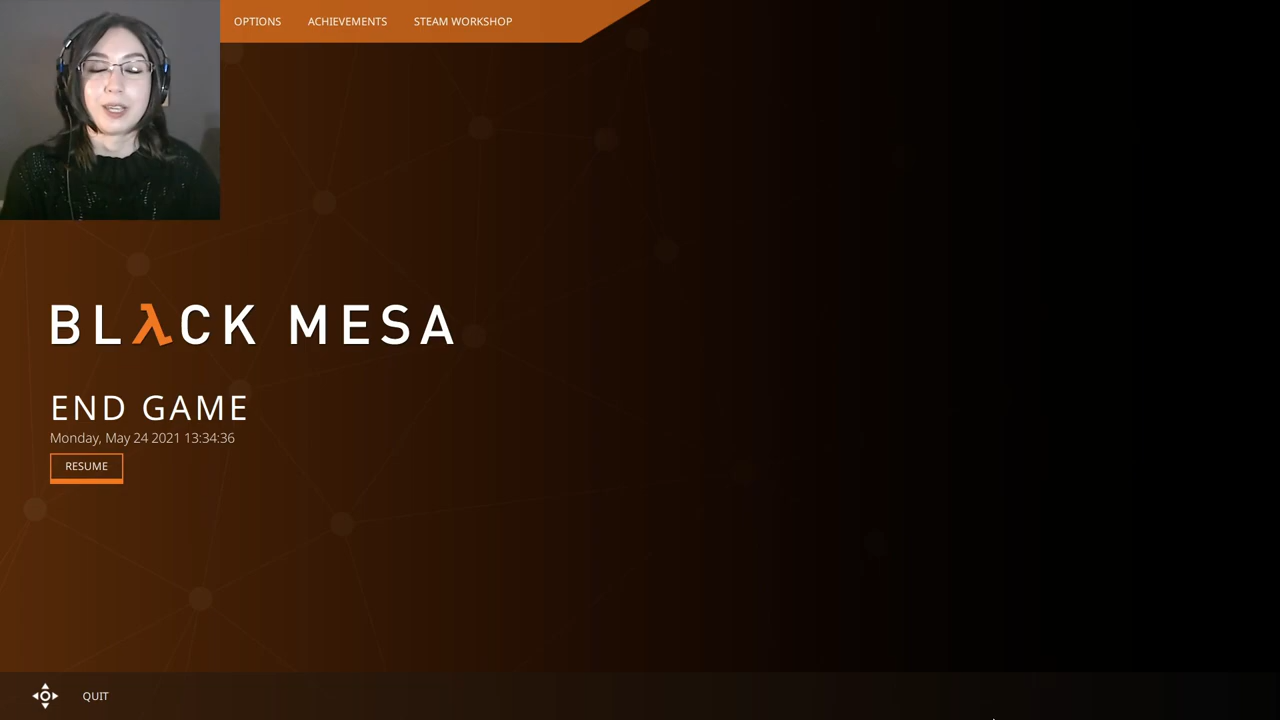 OPTIONS ACHIEVEMENTS STEAM WORKSHOP
BLλCK MESA
END GAME
Monday, May 24 2021 13:34:36
RESUME
QUIT